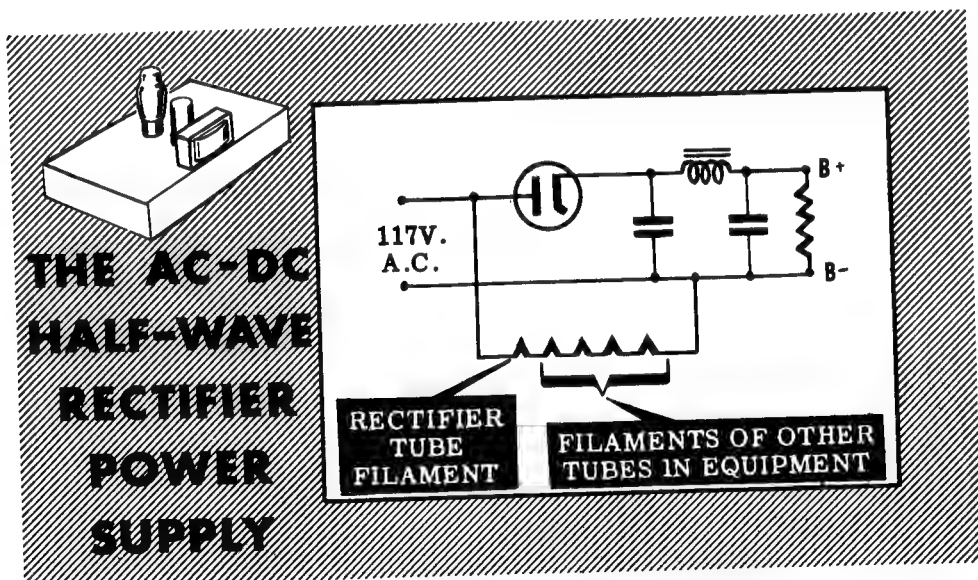 THE AC-DC
HALF-WAVE
RECTIFIER
POWER
SUPPLY
117V.
A.C.
B+
B-
RECTIFIER
TUBE
FILAMENT
FILAMENTS OF OTHER
TUBES IN EQUIPMENT